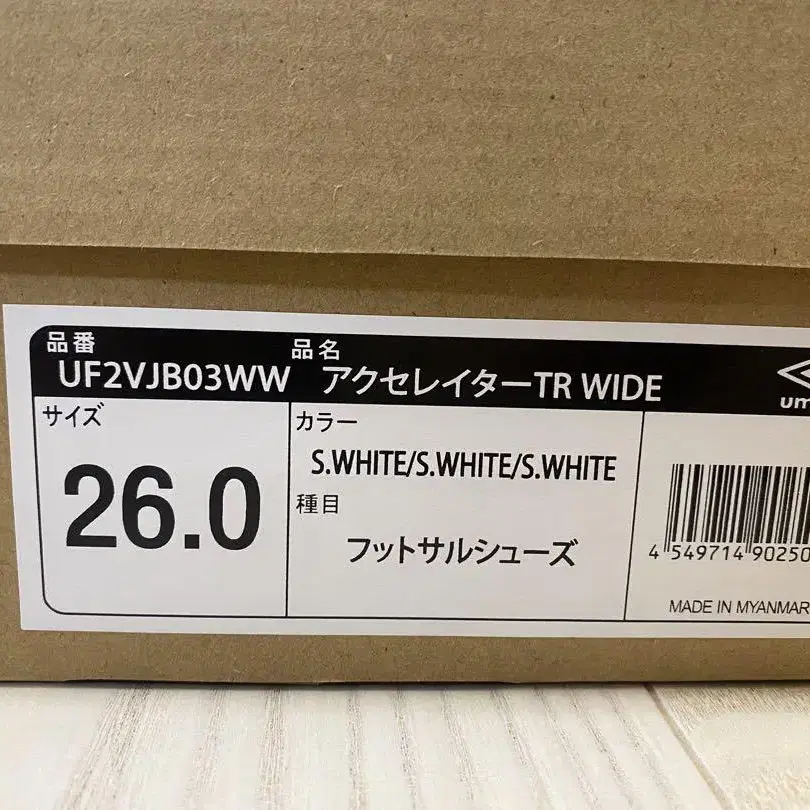 品番
UF2VJB03WW
品名
アクセレイターTR WIDE
サイズ
26.0
カラー
S.WHITE/S.WHITE/S.WHITE
種目
フットサルシューズ
um
4 549714 90250
MADE IN MYANMAR